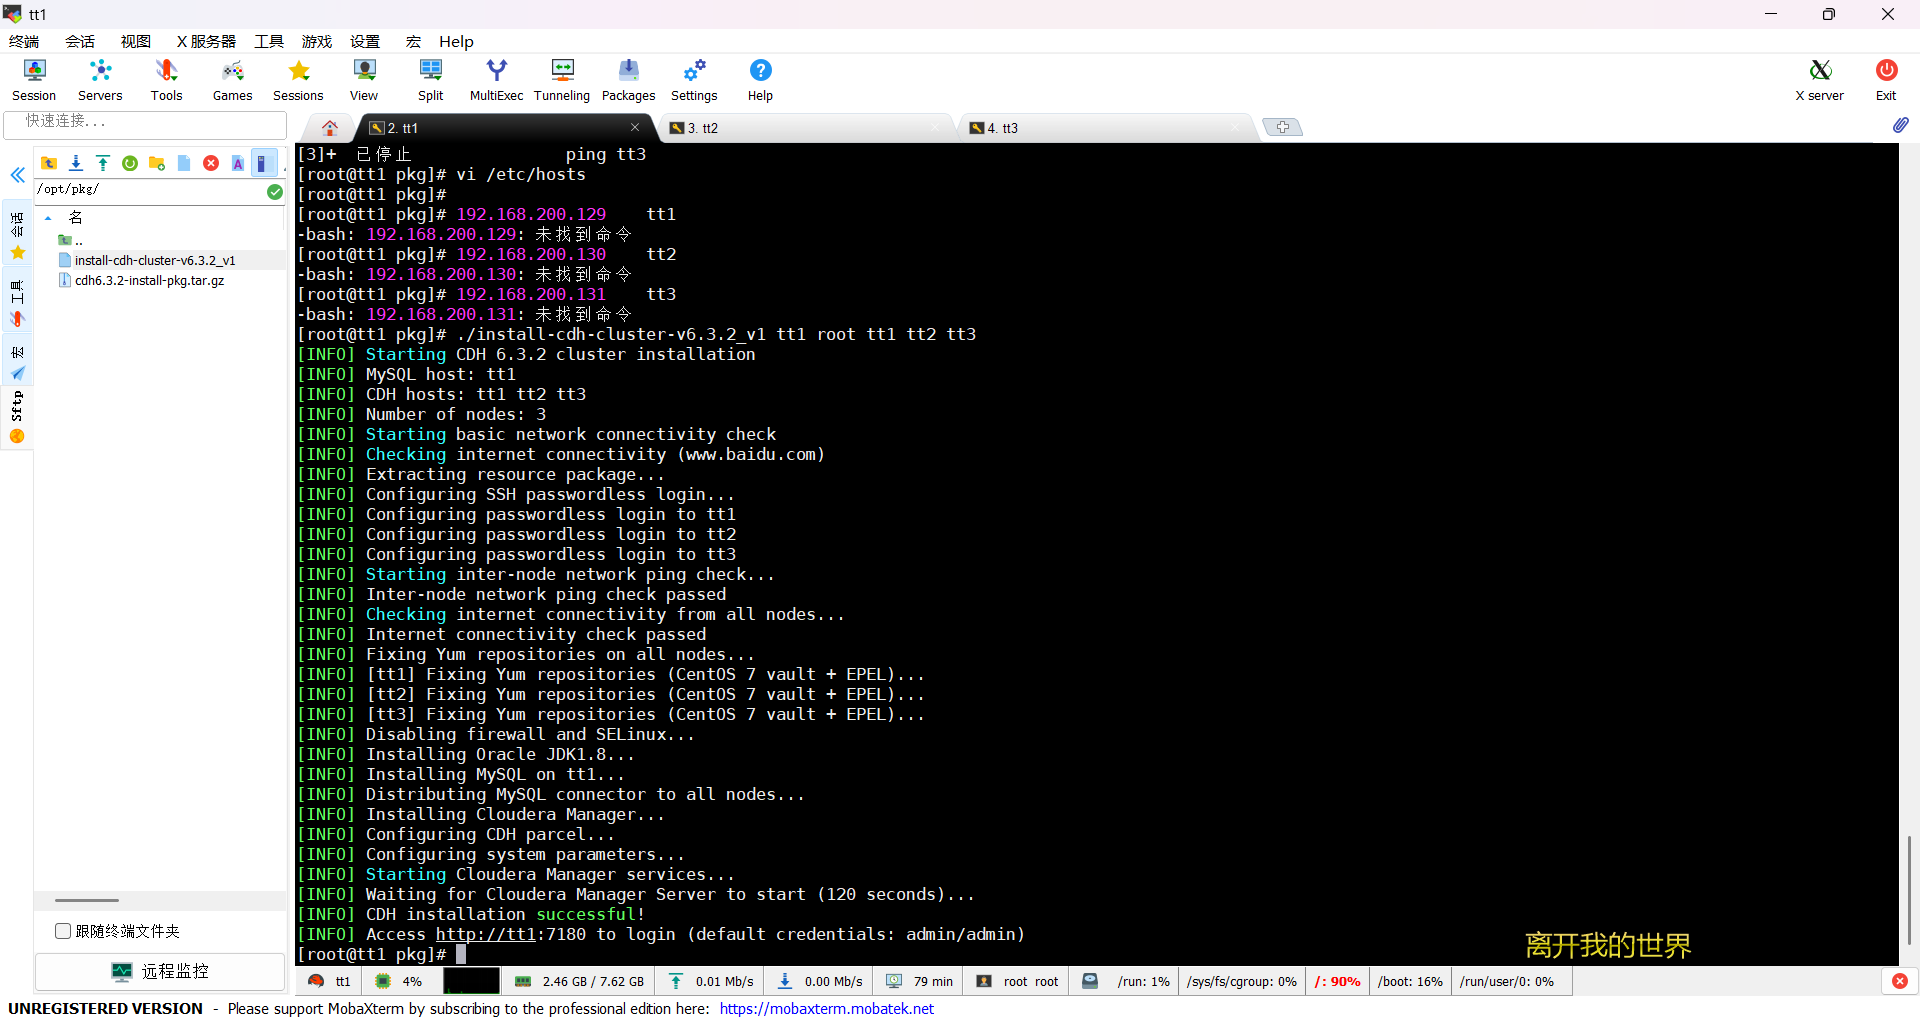 tt1
终端 会话 视图 X 服务器 工具 游戏 设置 宏 Help
Session Servers Tools Games Sessions View Split MultiExec Tunneling Packages Settings Help X server Exit
快速连接...
2. tt1 3. tt2 4. tt3
/opt/pkg/
名
..
install-cdh-cluster-v6.3.2_v1
cdh6.3.2-install-pkg.tar.gz
会话
工具
宏
Sftp
跟随终端文件夹
远程监控
[3]+ 已停止 ping tt3
[root@tt1 pkg]# vi /etc/hosts
[root@tt1 pkg]#
[root@tt1 pkg]# 192.168.200.129 tt1
-bash: 192.168.200.129: 未找到命令
[root@tt1 pkg]# 192.168.200.130 tt2
-bash: 192.168.200.130: 未找到命令
[root@tt1 pkg]# 192.168.200.131 tt3
-bash: 192.168.200.131: 未找到命令
[root@tt1 pkg]# ./install-cdh-cluster-v6.3.2_v1 tt1 root tt1 tt2 tt3
[INFO] Starting CDH 6.3.2 cluster installation
[INFO] MySQL host: tt1
[INFO] CDH hosts: tt1 tt2 tt3
[INFO] Number of nodes: 3
[INFO] Starting basic network connectivity check
[INFO] Checking internet connectivity (www.baidu.com)
[INFO] Extracting resource package...
[INFO] Configuring SSH passwordless login...
[INFO] Configuring passwordless login to tt1
[INFO] Configuring passwordless login to tt2
[INFO] Configuring passwordless login to tt3
[INFO] Starting inter-node network ping check...
[INFO] Inter-node network ping check passed
[INFO] Checking internet connectivity from all nodes...
[INFO] Internet connectivity check passed
[INFO] Fixing Yum repositories on all nodes...
[INFO] [tt1] Fixing Yum repositories (CentOS 7 vault + EPEL)...
[INFO] [tt2] Fixing Yum repositories (CentOS 7 vault + EPEL)...
[INFO] [tt3] Fixing Yum repositories (CentOS 7 vault + EPEL)...
[INFO] Disabling firewall and SELinux...
[INFO] Installing Oracle JDK1.8...
[INFO] Installing MySQL on tt1...
[INFO] Distributing MySQL connector to all nodes...
[INFO] Installing Cloudera Manager...
[INFO] Configuring CDH parcel...
[INFO] Configuring system parameters...
[INFO] Starting Cloudera Manager services...
[INFO] Waiting for Cloudera Manager Server to start (120 seconds)...
[INFO] CDH installation successful!
[INFO] Access http://tt1:7180 to login (default credentials: admin/admin)
[root@tt1 pkg]#
离开我的世界
tt1 4% 2.46 GB / 7.62 GB 0.01 Mb/s 0.00 Mb/s 79 min root root /run: 1% /sys/fs/cgroup: 0% /: 90% /boot: 16% /run/user/0: 0%
UNREGISTERED VERSION - Please support MobaXterm by subscribing to the professional edition here: https://mobaxterm.mobatek.net